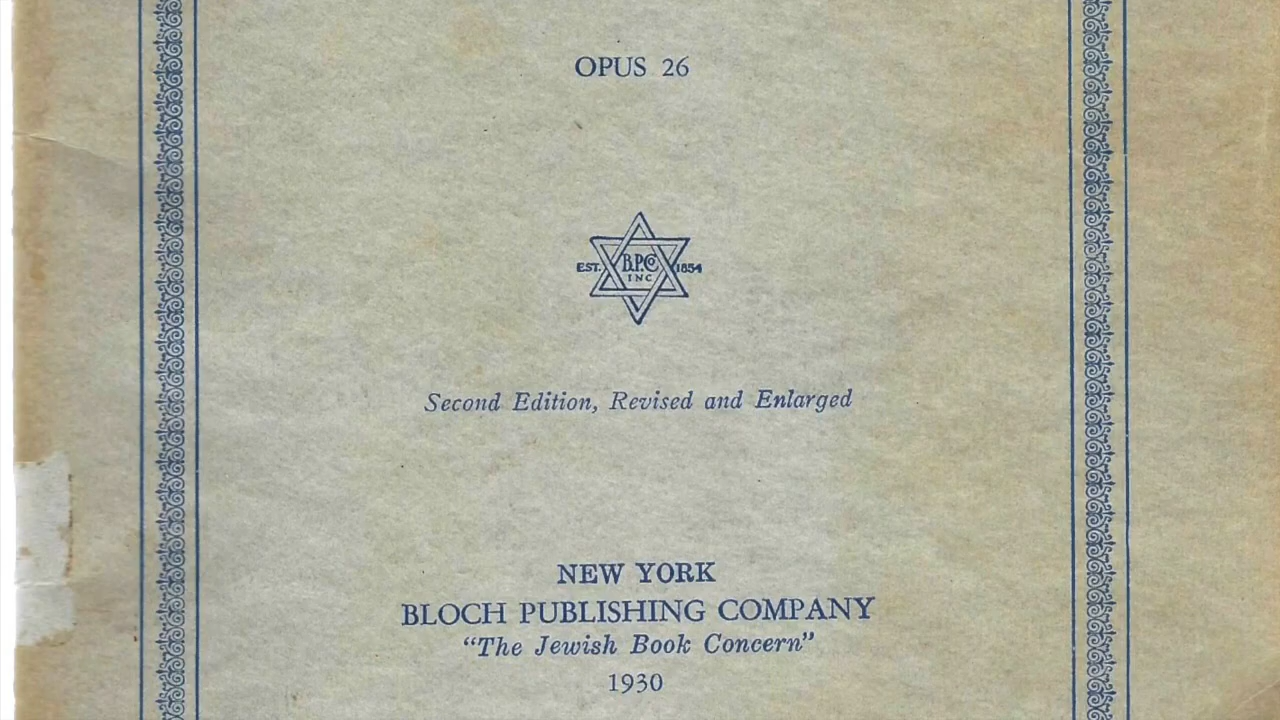 OPUS 26
EST. B.P.Co 1854
INC
Second Edition, Revised and Enlarged
NEW YORK
BLOCH PUBLISHING COMPANY
“The Jewish Book Concern”
1930